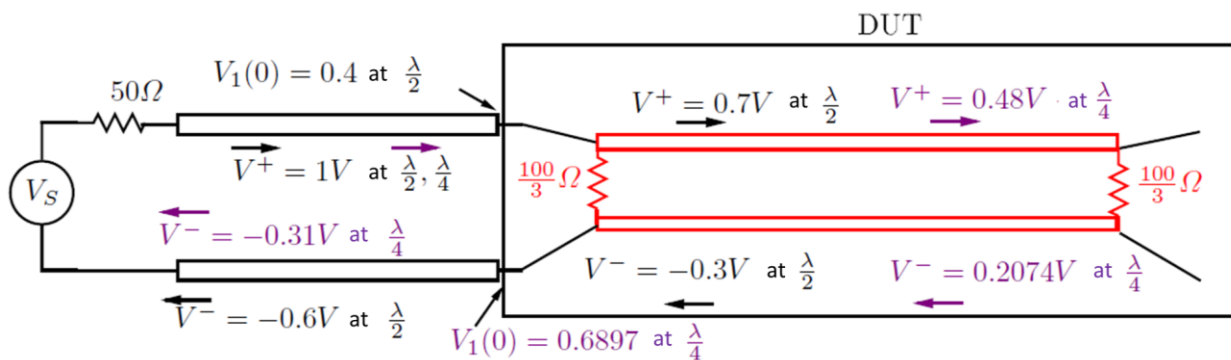 DUT
V₁(0) = 0.4 at λ/2
50Ω
V⁺ = 0.7V at λ/2
V⁺ = 0.48V . at λ/4
V⁺ = 1V at λ/2, λ/4
100/3 Ω
100/3 Ω
V_S
V⁻ = −0.31V at λ/4
V⁻ = −0.3V at λ/2
V⁻ = 0.2074V at λ/4
V⁻ = −0.6V at λ/2
V₁(0) = 0.6897 at λ/4